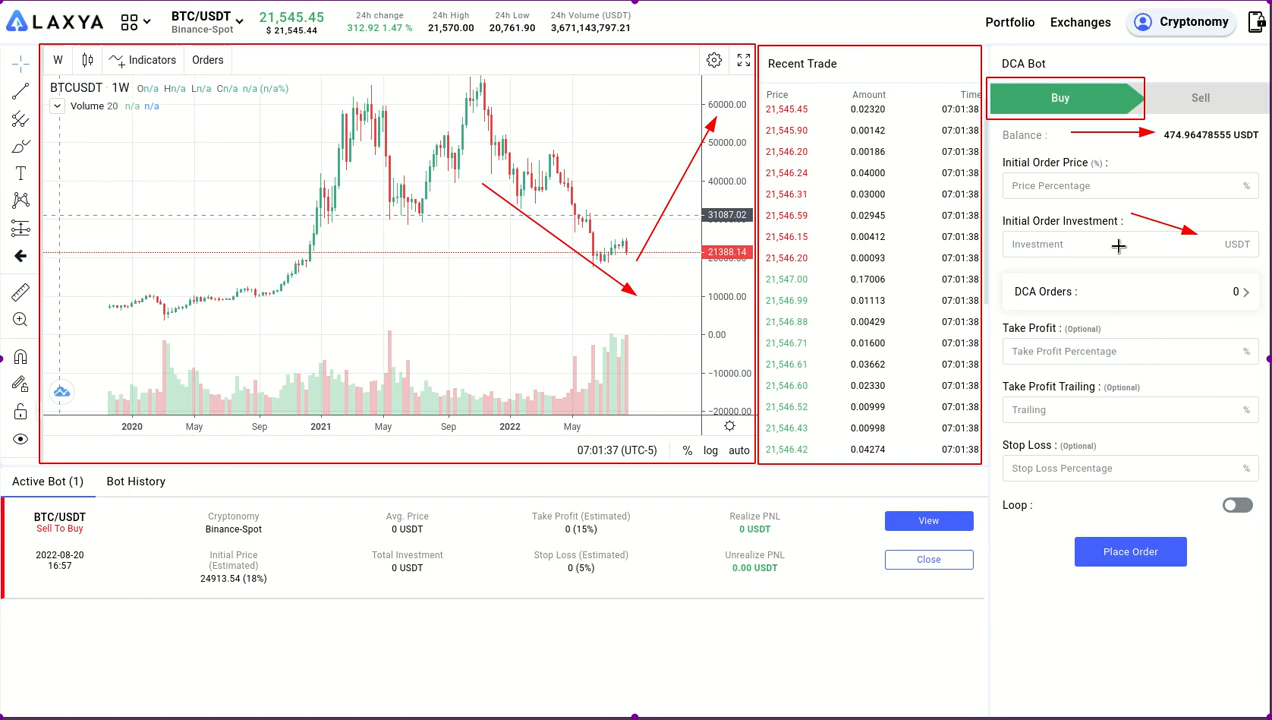 LAXYA
BTC/USDT
Binance-Spot
21,545.45
$ 21,545.44
24h change
312.92 1.47 %
24h High
21,570.00
24h Low
20,761.90
24h Volume (USDT)
3,671,143,797.21
Portfolio
Exchanges
Cryptonomy
W
Indicators
Orders
BTCUSDT 1W On/a Hn/a Ln/a Cn/a n/a (n/a%)
Volume 20 n/a n/a
60000.00
50000.00
40000.00
31087.02
21388.14
10000.00
0.00
−10000.00
−20000.00
2020 May Sep 2021 May Sep 2022 May
07:01:37 (UTC-5) % log auto
Recent Trade
Price Amount Time
21,545.45 0.02320 07:01:38
21,545.90 0.00142 07:01:38
21,546.20 0.00186 07:01:38
21,546.24 0.04000 07:01:38
21,546.31 0.03000 07:01:38
21,546.59 0.02945 07:01:38
21,546.15 0.00412 07:01:38
21,546.20 0.00093 07:01:38
21,547.00 0.17006 07:01:38
21,546.99 0.01113 07:01:38
21,546.88 0.00429 07:01:38
21,546.71 0.01600 07:01:38
21,546.61 0.03662 07:01:38
21,546.60 0.02330 07:01:38
21,546.52 0.00999 07:01:38
21,546.43 0.00998 07:01:38
21,546.42 0.04274 07:01:38
DCA Bot
Buy
Sell
Balance : 474.96478555 USDT
Initial Order Price (%) :
Price Percentage %
Initial Order Investment :
Investment USDT
DCA Orders : 0
Take Profit : (Optional)
Take Profit Percentage %
Take Profit Trailing : (Optional)
Trailing %
Stop Loss : (Optional)
Stop Loss Percentage %
Loop :
Place Order
Active Bot (1) Bot History
BTC/USDT
Sell To Buy
2022-08-20
16:57
Cryptonomy
Binance-Spot
Initial Price
(Estimated)
24913.54 (18%)
Avg. Price
0 USDT
Total Investment
0 USDT
Take Profit (Estimated)
0 (15%)
Stop Loss (Estimated)
0 (5%)
Realize PNL
0 USDT
Unrealize PNL
0.00 USDT
View
Close